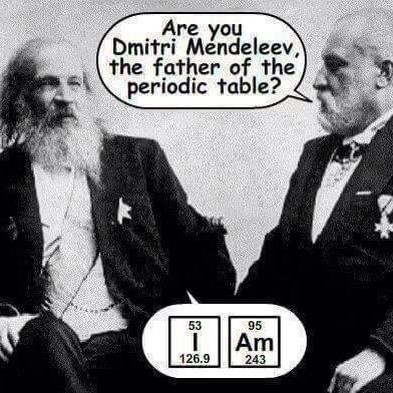 Are you
Dmitri Mendeleev,
the father of the
periodic table?
53 95
I Am
126.9 243